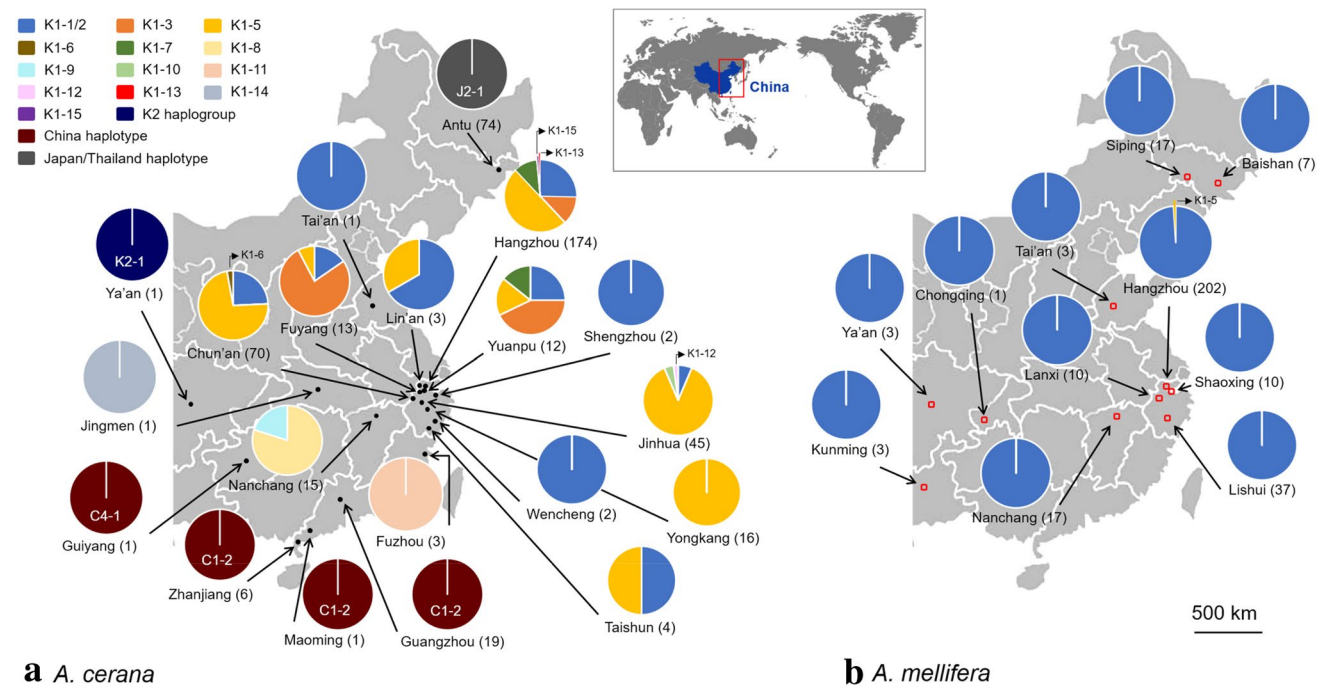 K1-1/2 K1-3 K1-5
K1-6 K1-7 K1-8
K1-9 K1-10 K1-11
K1-12 K1-13 K1-14
K1-15 K2 haplogroup
China haplotype
Japan/Thailand haplotype
J2-1
Antu (74)
K1-15
K1-13
Hangzhou (174)
Tai'an (1)
K2-1
Ya'an (1)
K1-6
Chun'an (70)
Fuyang (13)
Lin'an (3)
Yuanpu (12)
Shengzhou (2)
K1-12
Jinhua (45)
Jingmen (1)
Nanchang (15)
C4-1
Guiyang (1)
C1-2
Zhanjiang (6)
C1-2
Maoming (1)
C1-2
Guangzhou (19)
Fuzhou (3)
Wencheng (2)
Yongkang (16)
Taishun (4)
a A. cerana
China
Siping (17)
Baishan (7)
Tai'an (3)
K1-5
Hangzhou (202)
Chongqing (1)
Ya'an (3)
Lanxi (10)
Shaoxing (10)
Kunming (3)
Nanchang (17)
Lishui (37)
500 km
b A. mellifera